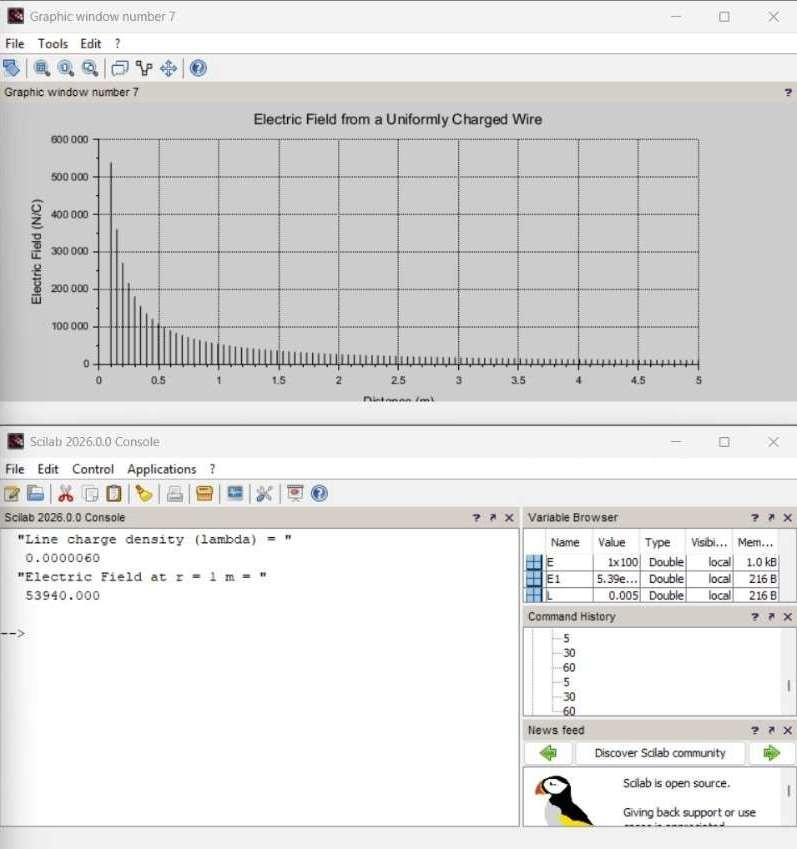 Graphic window number 7
File Tools Edit ?
Graphic window number 7 ?
Electric Field from a Uniformly Charged Wire
600 000
500 000
400 000
300 000
200 000
100 000
0
Electric Field (N/C)
0 0.5 1 1.5 2 2.5 3 3.5 4 4.5 5
Distance (m)
Scilab 2026.0.0 Console
File Edit Control Applications ?
Scilab 2026.0.0 Console ? X
"Line charge density (lambda) = "
0.0000060
"Electric Field at r = 1 m = "
53940.000
-->
Variable Browser ? X
Name Value Type Visibi... Mem...
E 1x100 Double local 1.0 kB
E1 5.39e... Double local 216 B
L 0.005 Double local 216 B
Command History ? X
5
30
60
5
30
60
News feed ? X
Discover Scilab community
Scilab is open source.
Giving back support or use